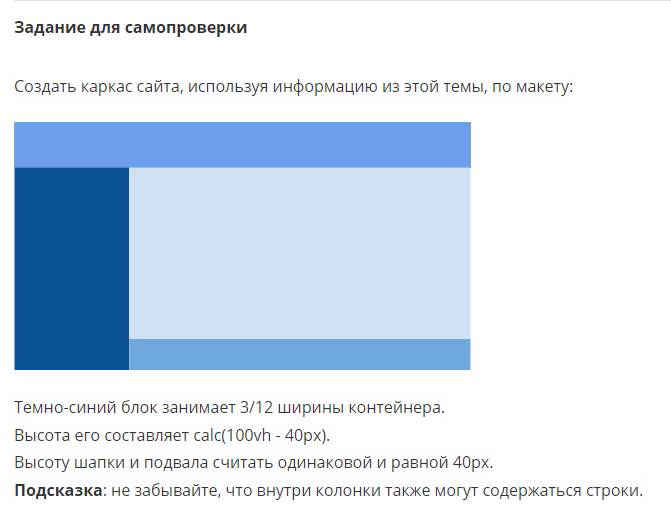 Задание для самопроверки
Создать каркас сайта, используя информацию из этой темы, по макету:
Темно-синий блок занимает 3/12 ширины контейнера.
Высота его составляет calc(100vh - 40px).
Высоту шапки и подвала считать одинаковой и равной 40px.
Подсказка: не забывайте, что внутри колонки также могут содержаться строки.